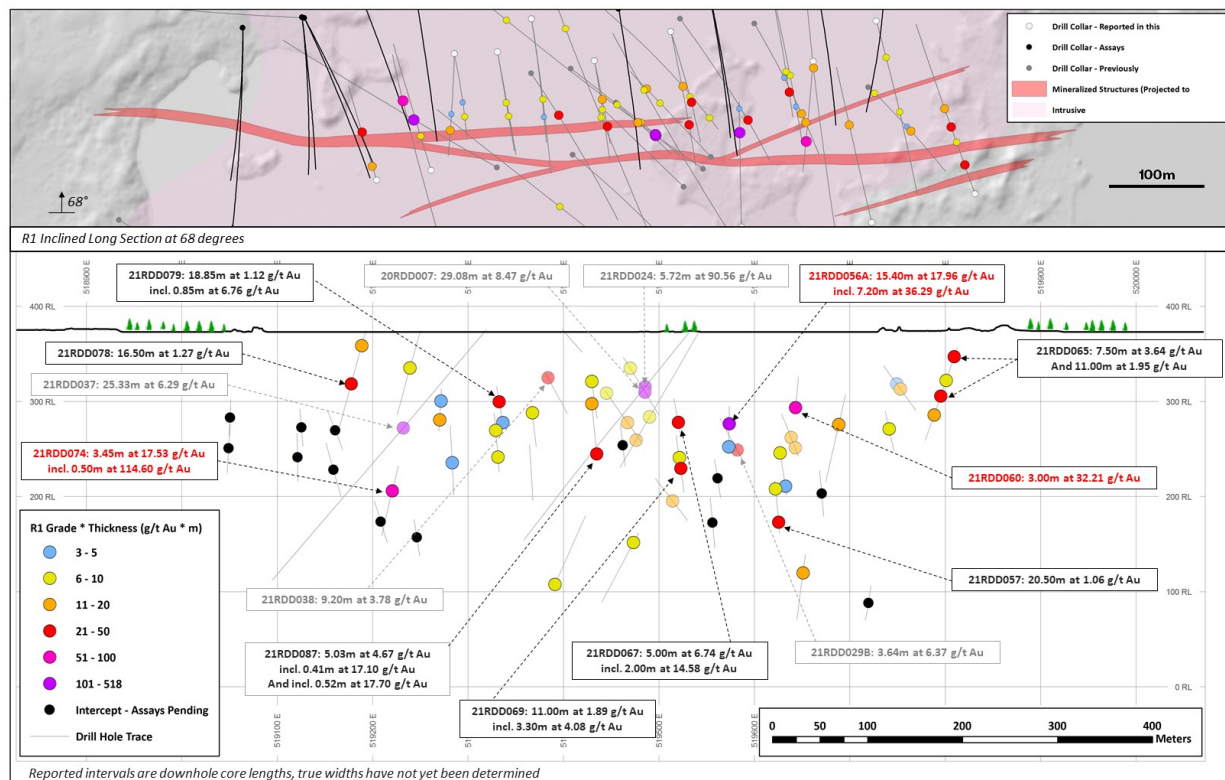 Drill Collar - Reported in this
Drill Collar - Assays
Drill Collar - Previously
Mineralized Structures (Projected to
Intrusive
100m
68°
R1 Inclined Long Section at 68 degrees
21RDD079: 18.85m at 1.12 g/t Au
incl. 0.85m at 6.76 g/t Au
20RDD007: 29.08m at 8.47 g/t Au
21RDD024: 5.72m at 90.56 g/t Au
21RDD056A: 15.40m at 17.96 g/t Au
incl. 7.20m at 36.29 g/t Au
518900 E
519900 E
520000 E
400 RL
400 RL
21RDD078: 16.50m at 1.27 g/t Au
21RDD065: 7.50m at 3.64 g/t Au
And 11.00m at 1.95 g/t Au
21RDD037: 25.33m at 6.29 g/t Au
300 RL
300 RL
21RDD074: 3.45m at 17.53 g/t Au
incl. 0.50m at 114.60 g/t Au
21RDD060: 3.00m at 32.21 g/t Au
200 RL
200 RL
R1 Grade * Thickness (g/t Au * m)
3 - 5
6 - 10
11 - 20
21 - 50
51 - 100
101 - 518
Intercept - Assays Pending
Drill Hole Trace
21RDD057: 20.50m at 1.06 g/t Au
21RDD038: 9.20m at 3.78 g/t Au
100 RL
21RDD087: 5.03m at 4.67 g/t Au
incl. 0.41m at 17.10 g/t Au
And incl. 0.52m at 17.70 g/t Au
21RDD067: 5.00m at 6.74 g/t Au
incl. 2.00m at 14.58 g/t Au
21RDD029B: 3.64m at 6.37 g/t Au
0 RL
21RDD069: 11.00m at 1.89 g/t Au
incl. 3.30m at 4.08 g/t Au
519100 E
519200 E
519500 E
519600 E
0 50 100 200 300 400
Meters
Reported intervals are downhole core lengths, true widths have not yet been determined